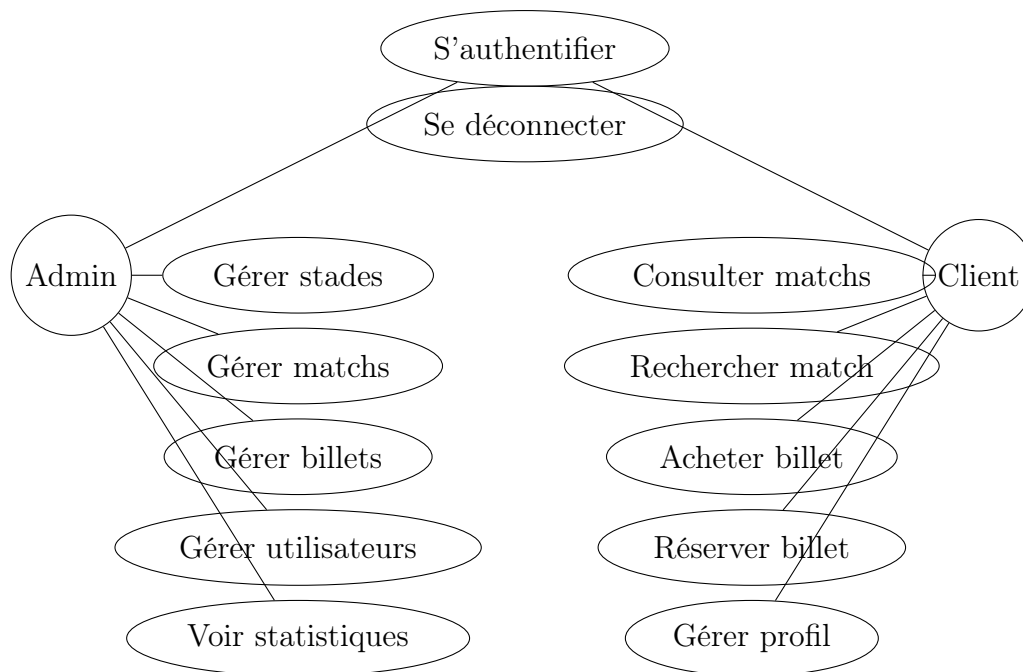 S'authentifier
Se déconnecter
Admin
Gérer stades
Consulter matchs
Client
Gérer matchs
Rechercher match
Gérer billets
Acheter billet
Gérer utilisateurs
Réserver billet
Voir statistiques
Gérer profil